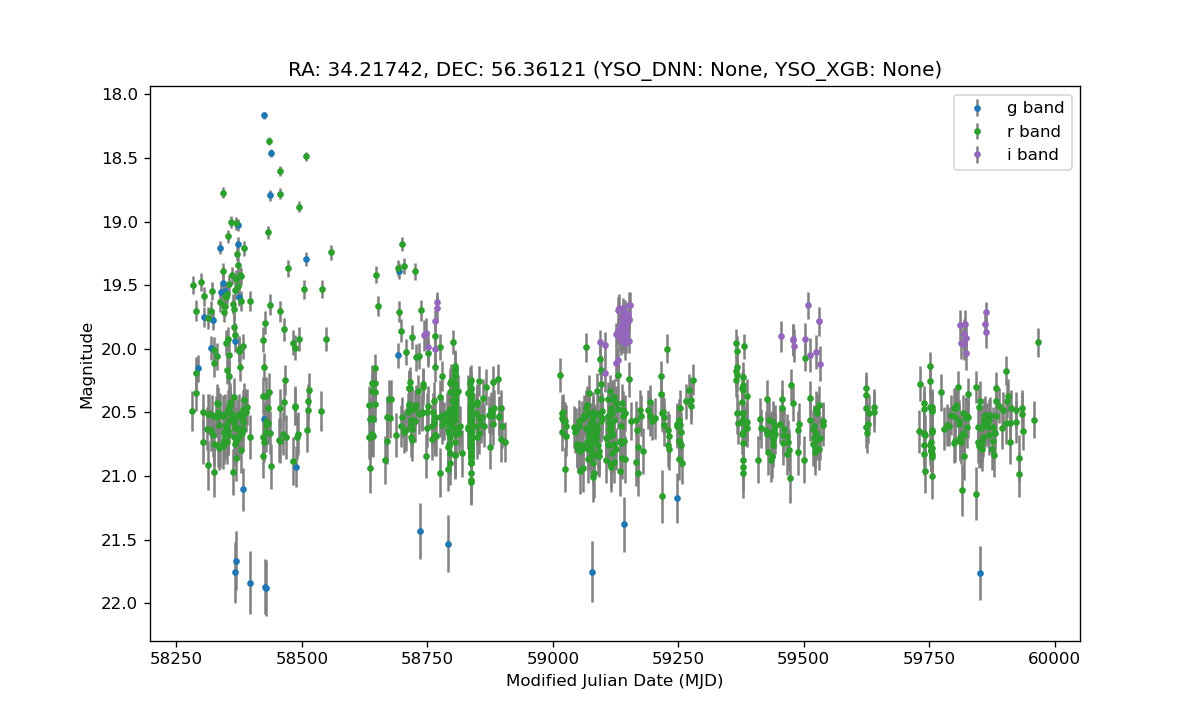 RA: 34.21742, DEC: 56.36121 (YSO_DNN: None, YSO_XGB: None)
g band
r band
i band
18.0
18.5
19.0
19.5
20.0
20.5
21.0
21.5
22.0
Magnitude
58250 58500 58750 59000 59250 59500 59750 60000
Modified Julian Date (MJD)